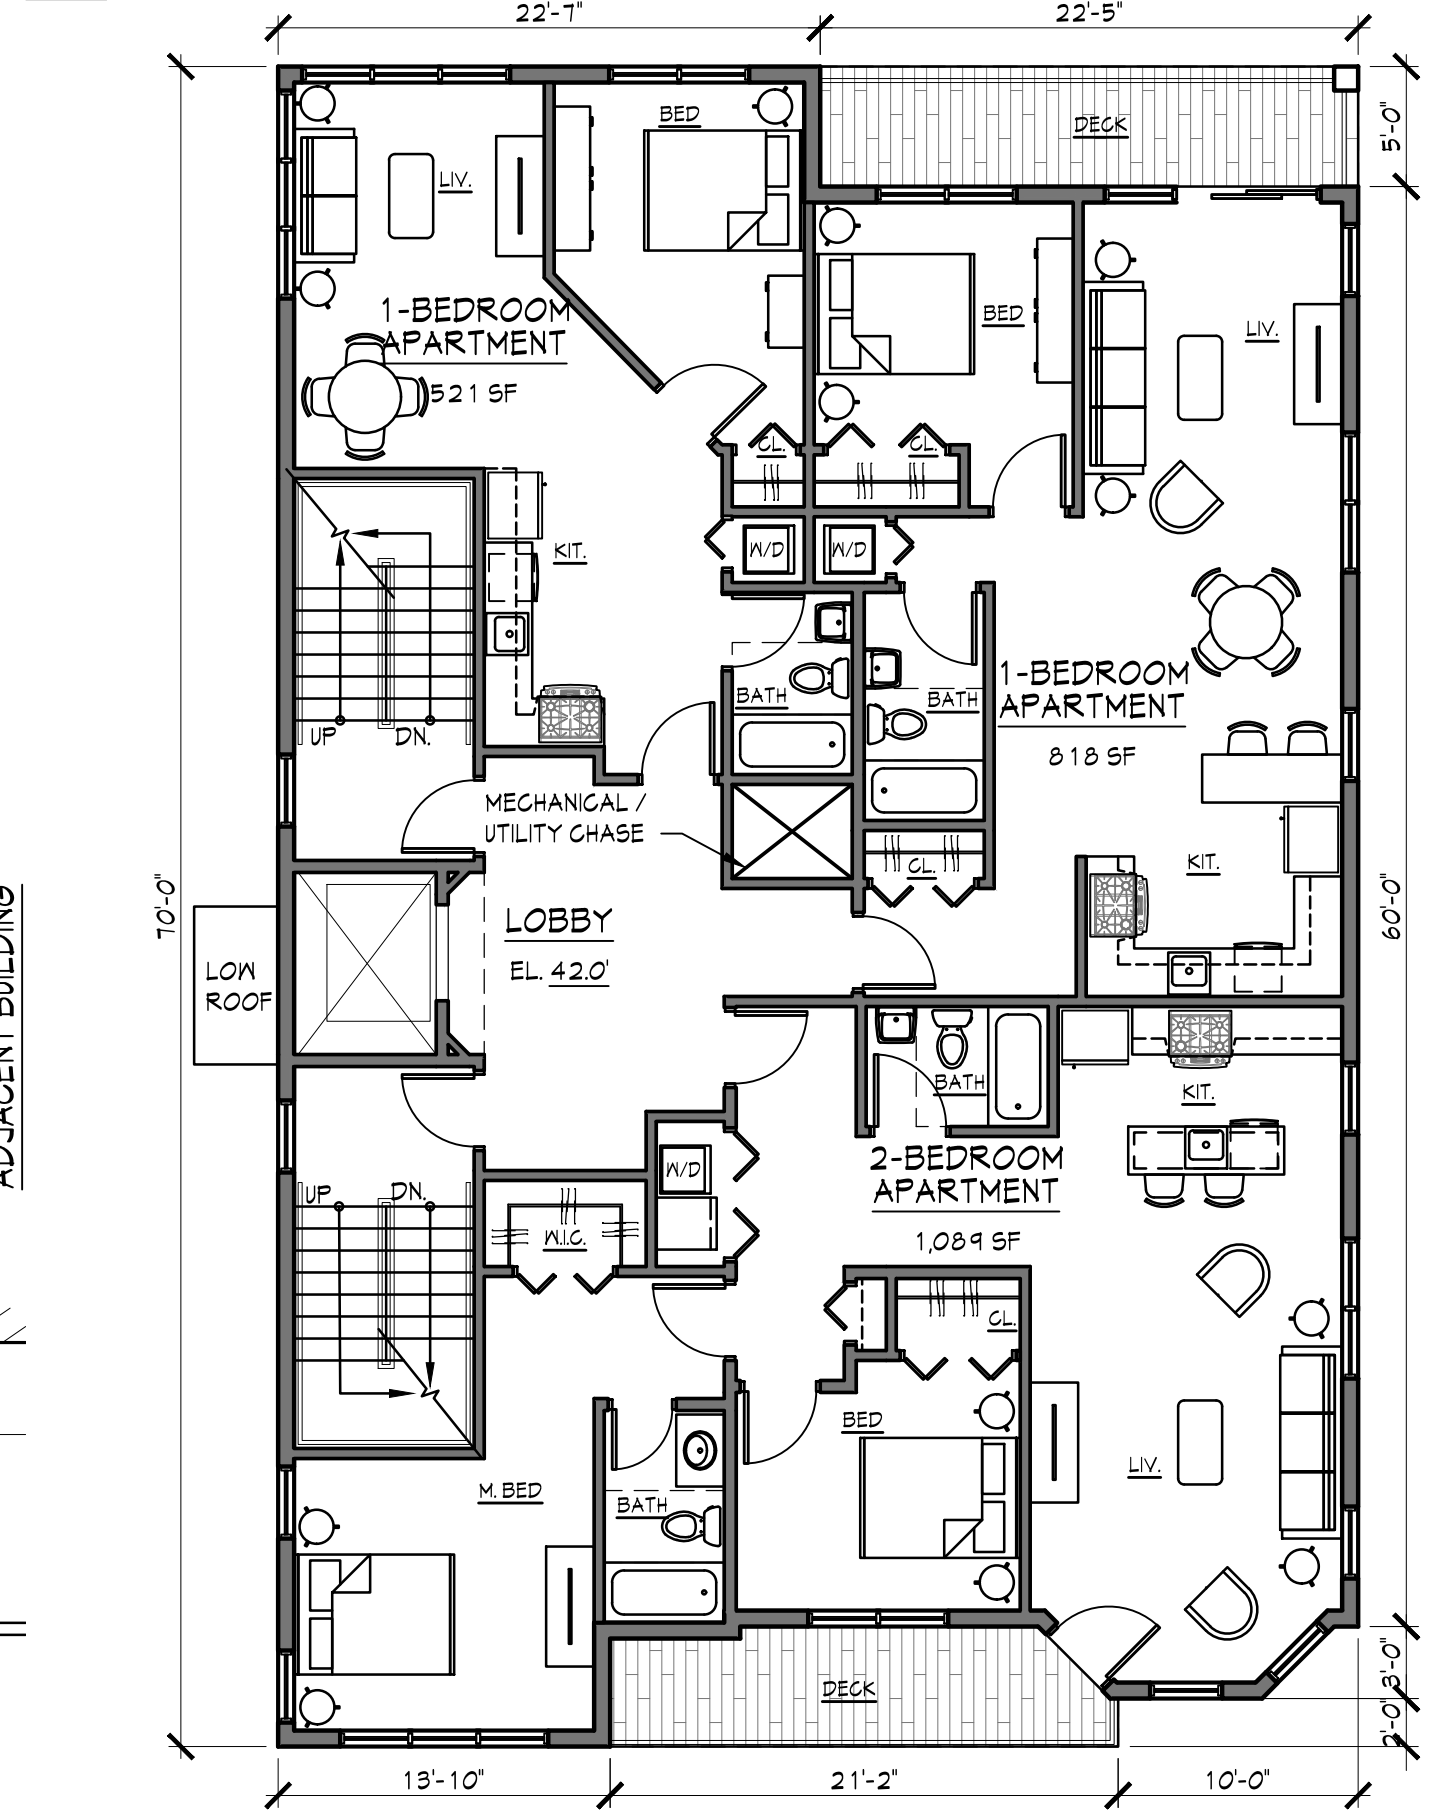 22'-7"
22'-5"
BED
DECK
5'-0"
LIV.
1-BEDROOM
APARTMENT
521 SF
BED
LIV.
CL.
CL.
KIT.
W/D
W/D
1-BEDROOM
APARTMENT
818 SF
BATH
BATH
UP
DN.
MECHANICAL /
UTILITY CHASE
KIT.
CL.
70'-0"
60'-0"
LOBBY
EL. 42.0'
LOW
ROOF
ADJACENT BUILDING
BATH
KIT.
2-BEDROOM
APARTMENT
1,089 SF
W/D
UP
DN.
W.I.C.
CL.
BED
LIV.
M. BED
BATH
DECK
3'-0"
2'-0"
13'-10"
21'-2"
10'-0"